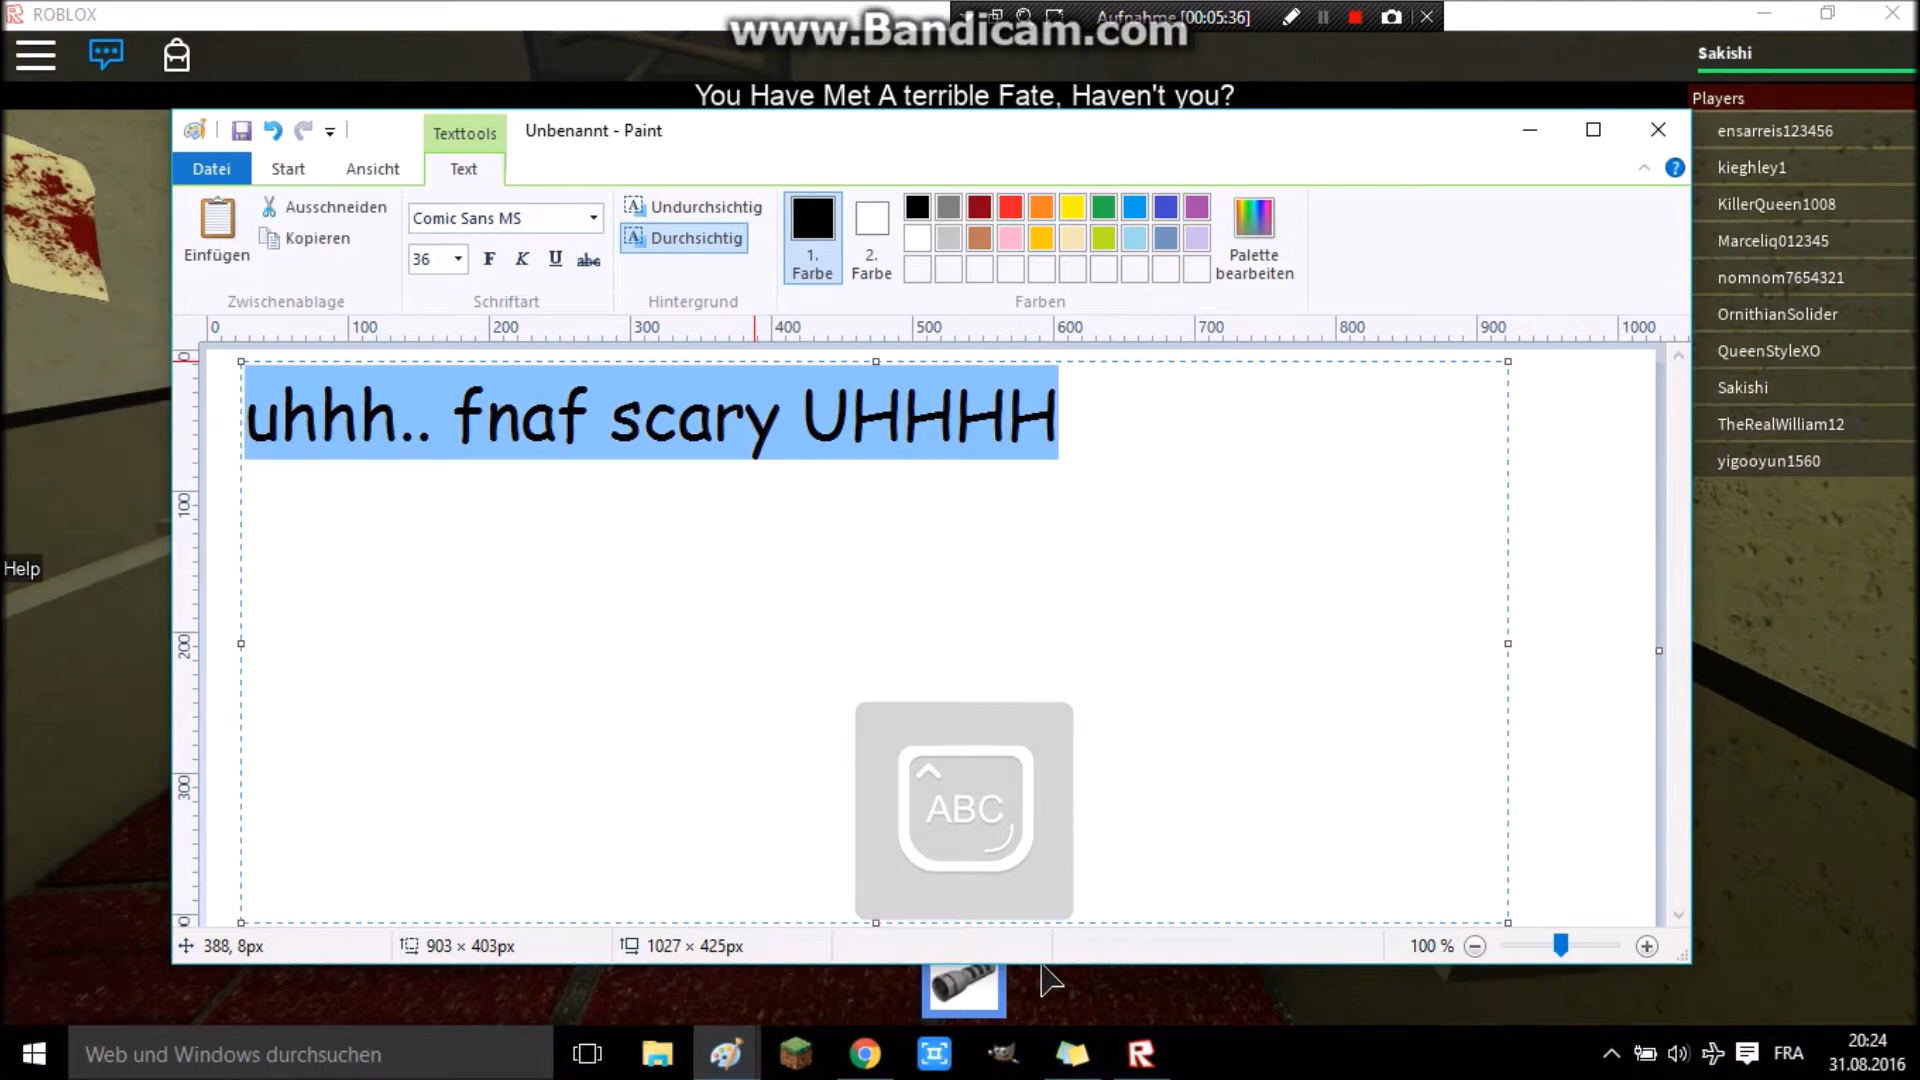 ROBLOX
Aufnahme [00:05:36]
www.Bandicam.com
Sakishi
You Have Met A terrible Fate, Haven't you?
Players
ensarreis123456
kieghley1
KillerQueen1008
Marceliq012345
nomnom7654321
OrnithianSolider
QueenStyleXO
Sakishi
TheRealWilliam12
yigooyun1560
Texttools
Unbenannt - Paint
Datei
Start
Ansicht
Text
Einfügen
Ausschneiden
Kopieren
Zwischenablage
Comic Sans MS
36
F K U abc
Schriftart
Undurchsichtig
Durchsichtig
Hintergrund
1.
Farbe
2.
Farbe
Palette
bearbeiten
Farben
0 100 200 300 400 500 600 700 800 900 1000
0
100
200
300
uhhh.. fnaf scary UHHHH
Help
ABC
388, 8px
903 × 403px
1027 × 425px
100 %
Web und Windows durchsuchen
FRA
20:24
31.08.2016